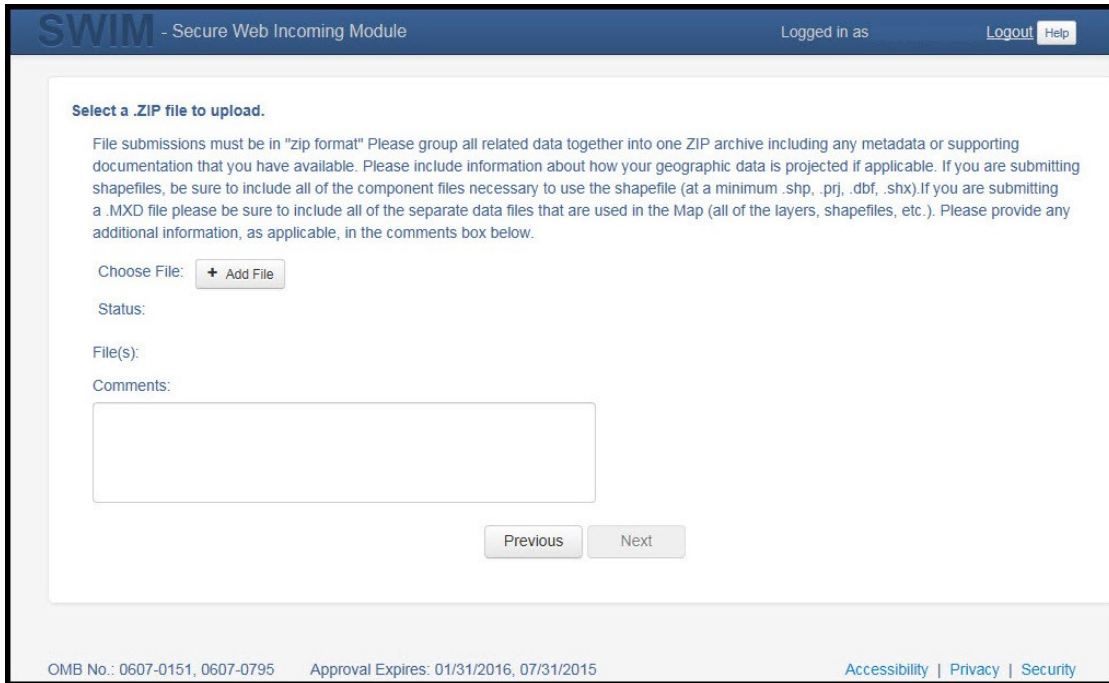 SWIM - Secure Web Incoming Module Logged in as Logout Help
Select a .ZIP file to upload.
File submissions must be in "zip format" Please group all related data together into one ZIP archive including any metadata or supporting
documentation that you have available. Please include information about how your geographic data is projected if applicable. If you are submitting
shapefiles, be sure to include all of the component files necessary to use the shapefile (at a minimum .shp, .prj, .dbf, .shx).If you are submitting
a .MXD file please be sure to include all of the separate data files that are used in the Map (all of the layers, shapefiles, etc.). Please provide any
additional information, as applicable, in the comments box below.
Choose File: + Add File
Status:
File(s):
Comments:
Previous Next
OMB No.: 0607-0151, 0607-0795 Approval Expires: 01/31/2016, 07/31/2015 Accessibility | Privacy | Security